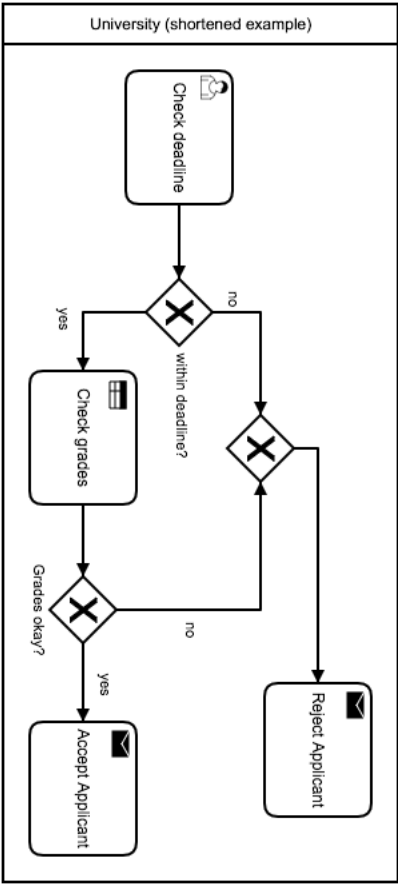 University (shortened example)
Check deadline
within deadline?
no
yes
Check grades
Grades okay?
no
yes
Reject Applicant
Accept Applicant